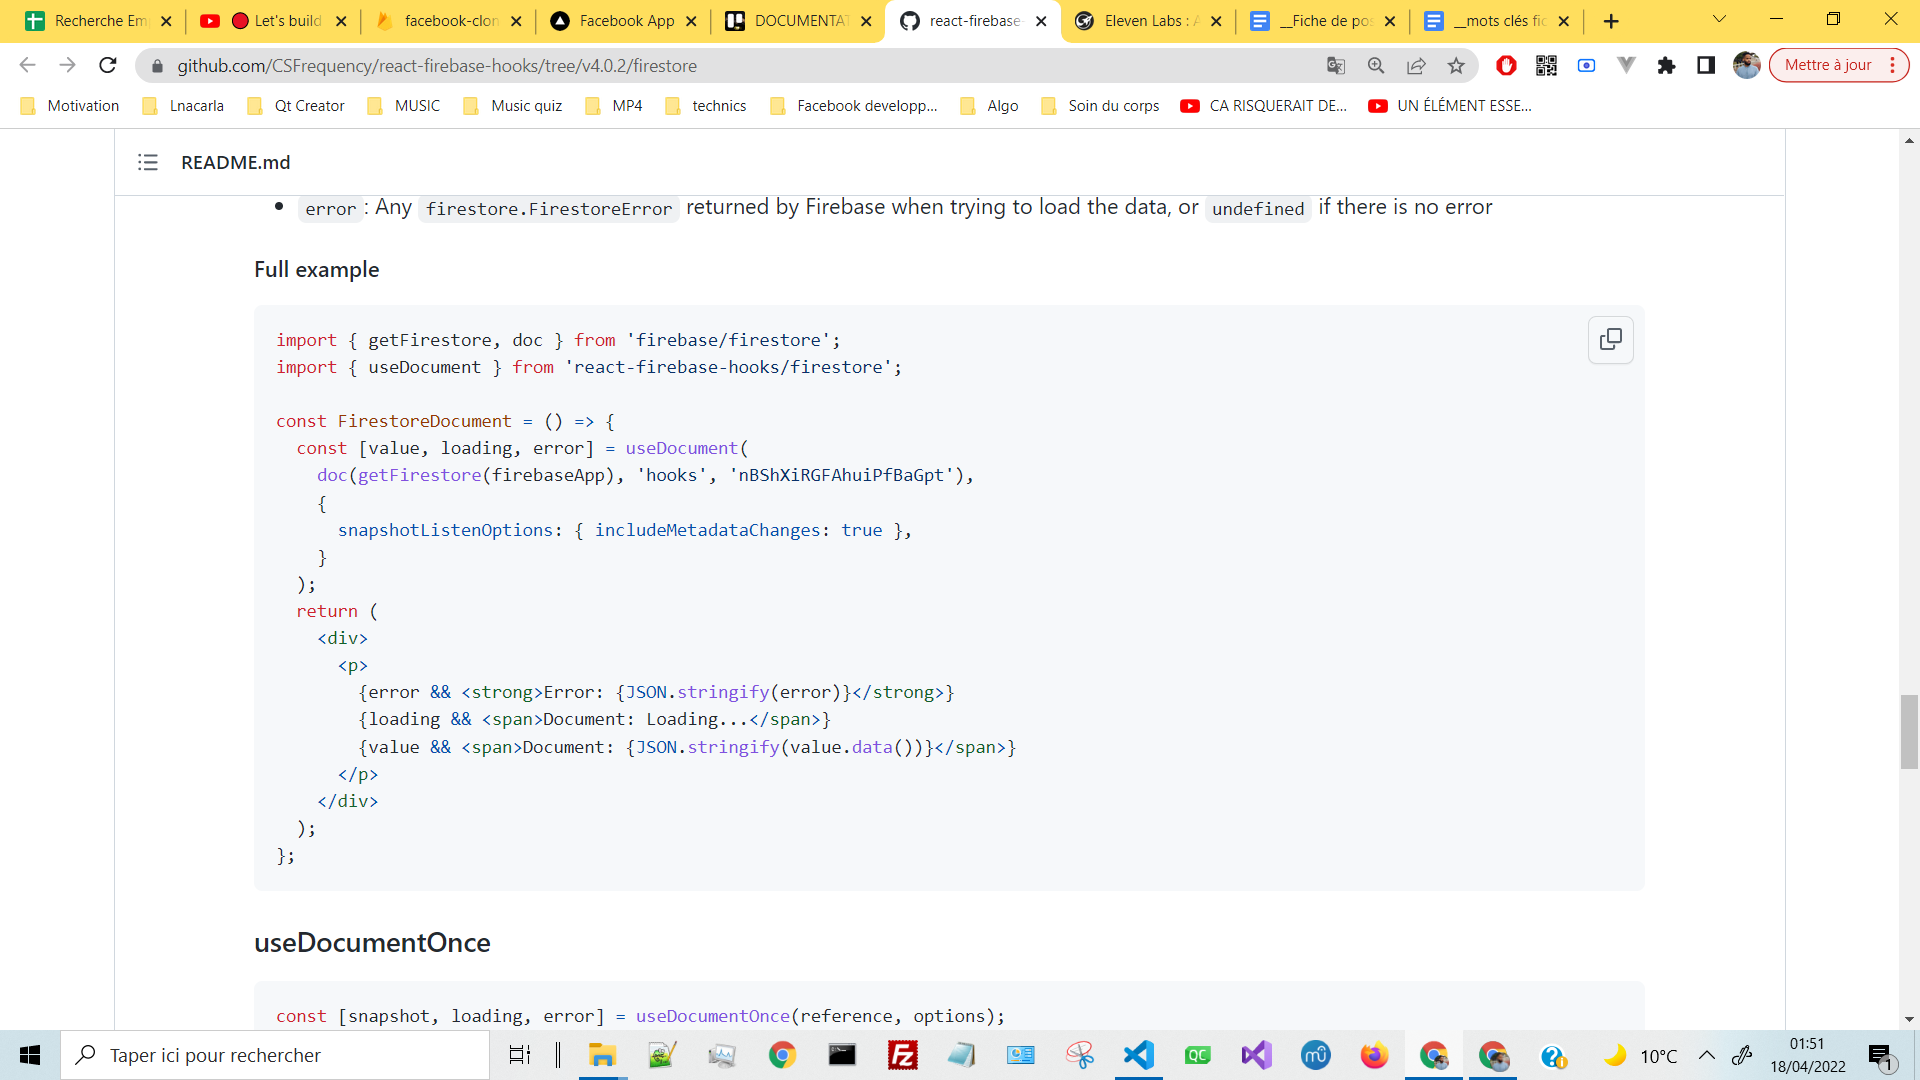 Recherche Em
Let's build
facebook-clon
Facebook App
DOCUMENTAT
react-firebase-
Eleven Labs : A
__Fiche de pos
__mots clés fic
github.com/CSFrequency/react-firebase-hooks/tree/v4.0.2/firestore
Mettre à jour
Motivation
Lnacarla
Qt Creator
MUSIC
Music quiz
MP4
technics
Facebook developp...
Algo
Soin du corps
CA RISQUERAIT DE...
UN ÉLÉMENT ESSE...
README.md
• error : Any firestore.FirestoreError returned by Firebase when trying to load the data, or undefined if there is no error
Full example
import { getFirestore, doc } from 'firebase/firestore';
import { useDocument } from 'react-firebase-hooks/firestore';
const FirestoreDocument = () => {
  const [value, loading, error] = useDocument(
    doc(getFirestore(firebaseApp), 'hooks', 'nBShXiRGFAhuiPfBaGpt'),
    {
      snapshotListenOptions: { includeMetadataChanges: true },
    }
  );
  return (
    <div>
      <p>
        {error && <strong>Error: {JSON.stringify(error)}</strong>}
        {loading && <span>Document: Loading...</span>}
        {value && <span>Document: {JSON.stringify(value.data())}</span>}
      </p>
    </div>
  );
};
useDocumentOnce
const [snapshot, loading, error] = useDocumentOnce(reference, options);
Taper ici pour rechercher
QC
10°C
01:51
18/04/2022
1